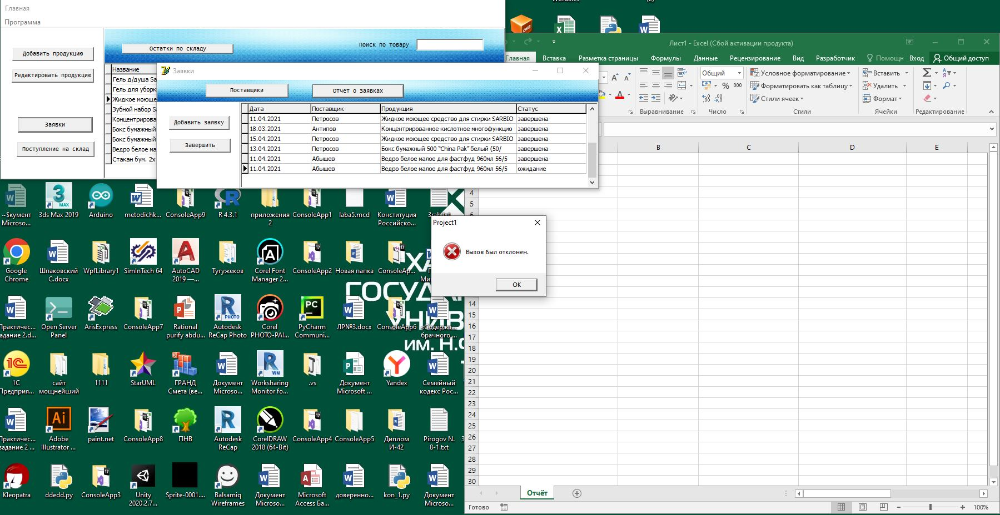 Главная
Программа
Добавить продукцию
Редактировать продукцию
Заявки
Поступление на склад
Остатки по складу
Поиск по товару
Название
Гель д/душа Sa
Гель для уборк
Жидкое моюще
Зубной набор Sa
Концентрирова
Бокс бумажный
Бокс бумажный
Ведро белое ма
Стакан бум. 2х
Заявки
Поставщики
Отчет о заявках
Добавить заявку
Завершить
Дата Поставщик Продукция Статус
11.04.2021 Петросов Жидкое моющее средство для стирки SARBIO завершена
18.03.2021 Антипов Концентрированное кислотное многофункцио завершена
15.04.2021 Петросов Жидкое моющее средство для стирки SARBIO завершена
13.04.2021 Петросов Бокс бумажный 500 "China Pak" белый (50/ завершена
11.04.2021 Абышев Ведро белое малое для фастфуд 960мл 56/5 завершена
11.04.2021 Абышев Ведро белое малое для фастфуд 960мл 56/5 ожидание
Лист1 - Excel (Сбой активации продукта)
Главная Вставка Разметка страницы Формулы Данные Рецензирование Вид Разработчик Помощн Вход Общий доступ
Общий
% 000
Условное форматирование
Форматировать как таблицу
Стили ячеек
Вставить
Удалить
Формат
Выравнивание Число Стили Ячейки Редактирование
B C D E
4
5
6
14
15
16
17
18
19
20
21
22
23
24
25
26
27
28
29
30
Отчёт
Готово
100%
Project1
Вызов был отклонен.
OK
~$кумент Microso...
3ds Max 2019
Arduino
metodichk...
ConsoleApp9
R 4.3.1
приложения 2
ConsoleApp1
laba5.mcd
Конституция Российско...
3rab.txt
Google Chrome
Шпаковский С.docx
WpfLibrary1
SimInTech 64
AutoCAD 2019 —...
Тугужеков
Corel Font Manager 2...
ConsoleApp2
Новая папка
ConsoleAp...
Практичес... задание 2.d...
Open Server Panel
ArisExpress
ConsoleApp7
Rational purify abdu...
Autodesk ReCap Photo
Corel PHOTO-PAI...
PyCharm Communi...
ЛР№3.docx
ConsoleApp6
«Содержа... брачного ...
1С Предприя...
сайт мощнейший
1111
StarUML
ГРАНД Смета (ве...
Документ Microso...
Worksharing Monitor fo...
.vs
Документ Microsoft ...
Yandex
Семейный кодекс Рос...
Практичес... задание 2 ...
Adobe Illustrator ...
paint.net
ConsoleApp8
ПНВ
Autodesk ReCap
CorelDRAW 2018 (64-Bit)
ConsoleApp4
ConsoleApp5
Диплом И-42
Pirogov N. 8-1.txt
Kleopatra
ddedd.py
ConsoleApp3
Unity 2020.2.7...
Sprite-0001....
Balsamiq Wireframes
Документ Microso...
Microsoft Access Ба...
доверенно...
kon_1.py
Документ Microso...
ХА
ГОСУДАР
УНИВ
ИМ. Н.Ф